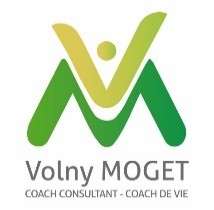 Volny MOGET
COACH CONSULTANT - COACH DE VIE